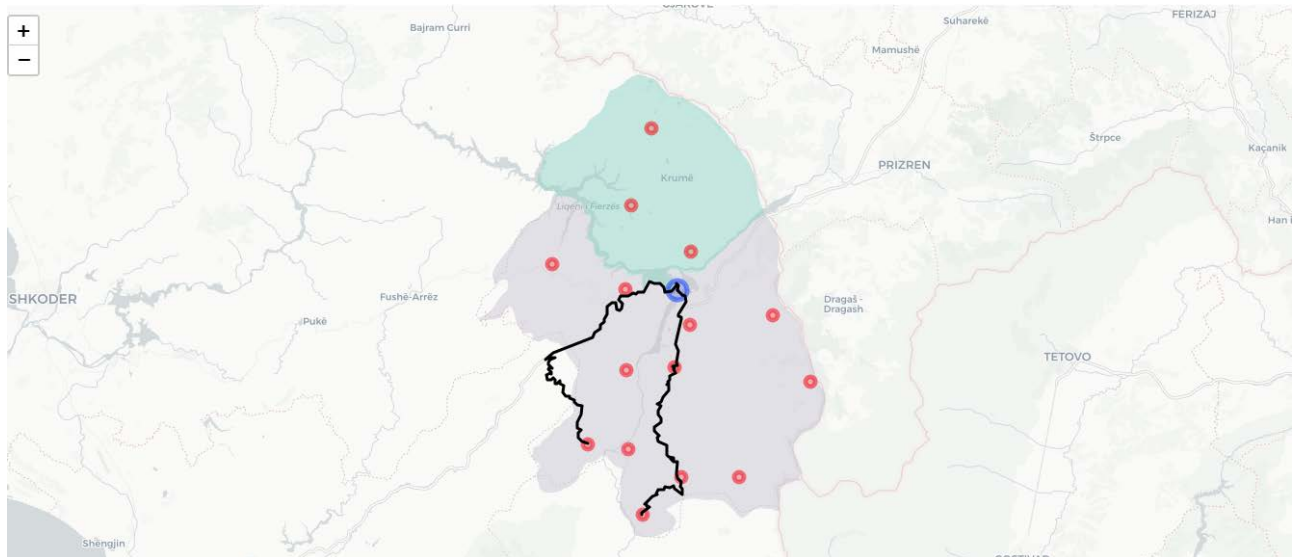 +
−
Bajram Curri
Suharekë
FERIZAJ
Mamushë
Štrpce
Kaçanik
PRIZREN
Krumë
Liqeni i Fierzës
Han i
SHKODER
Fushë-Arrëz
Pukë
Dragaš -
Dragash
TETOVO
Shëngjin